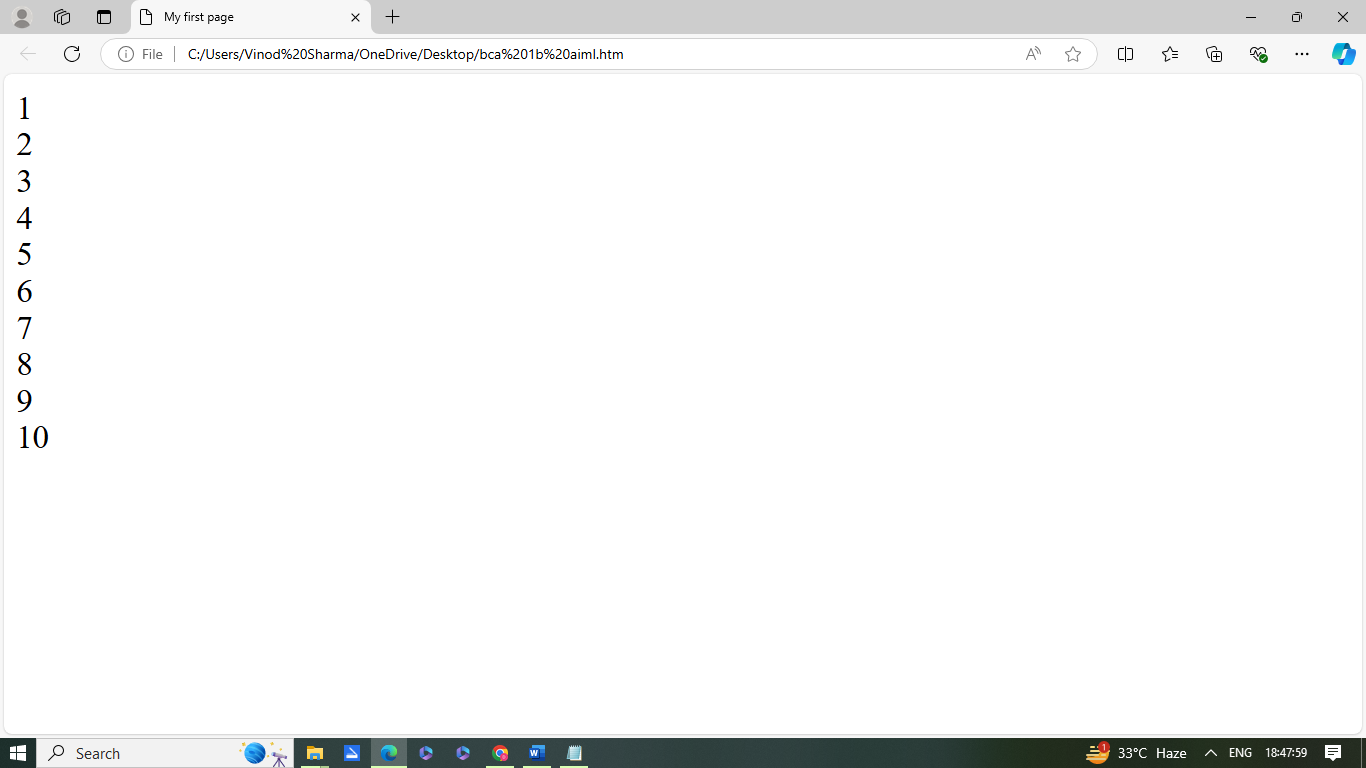 My first page
File C:/Users/Vinod%20Sharma/OneDrive/Desktop/bca%201b%20aiml.htm
1
2
3
4
5
6
7
8
9
10
Search
1
33°C Haze
ENG
18:47:59